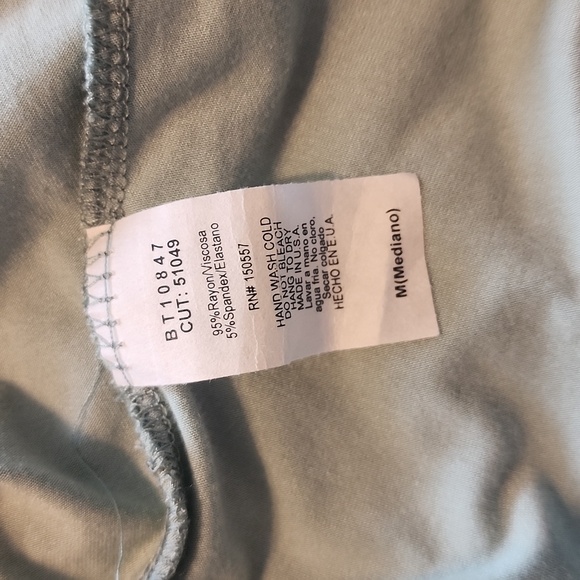 BT10847
CUT: 51049
95%Rayon/Viscosa
5%Spandex/Elastano
RN# 150557
HAND WASH COLD
DO NOT BLEACH
HANG TO DRY
MADE IN U.S.A.
Lavar a mano en
agua fria. No cloro.
Secar colgado
HECHO EN E.U.A.
M(Mediano)